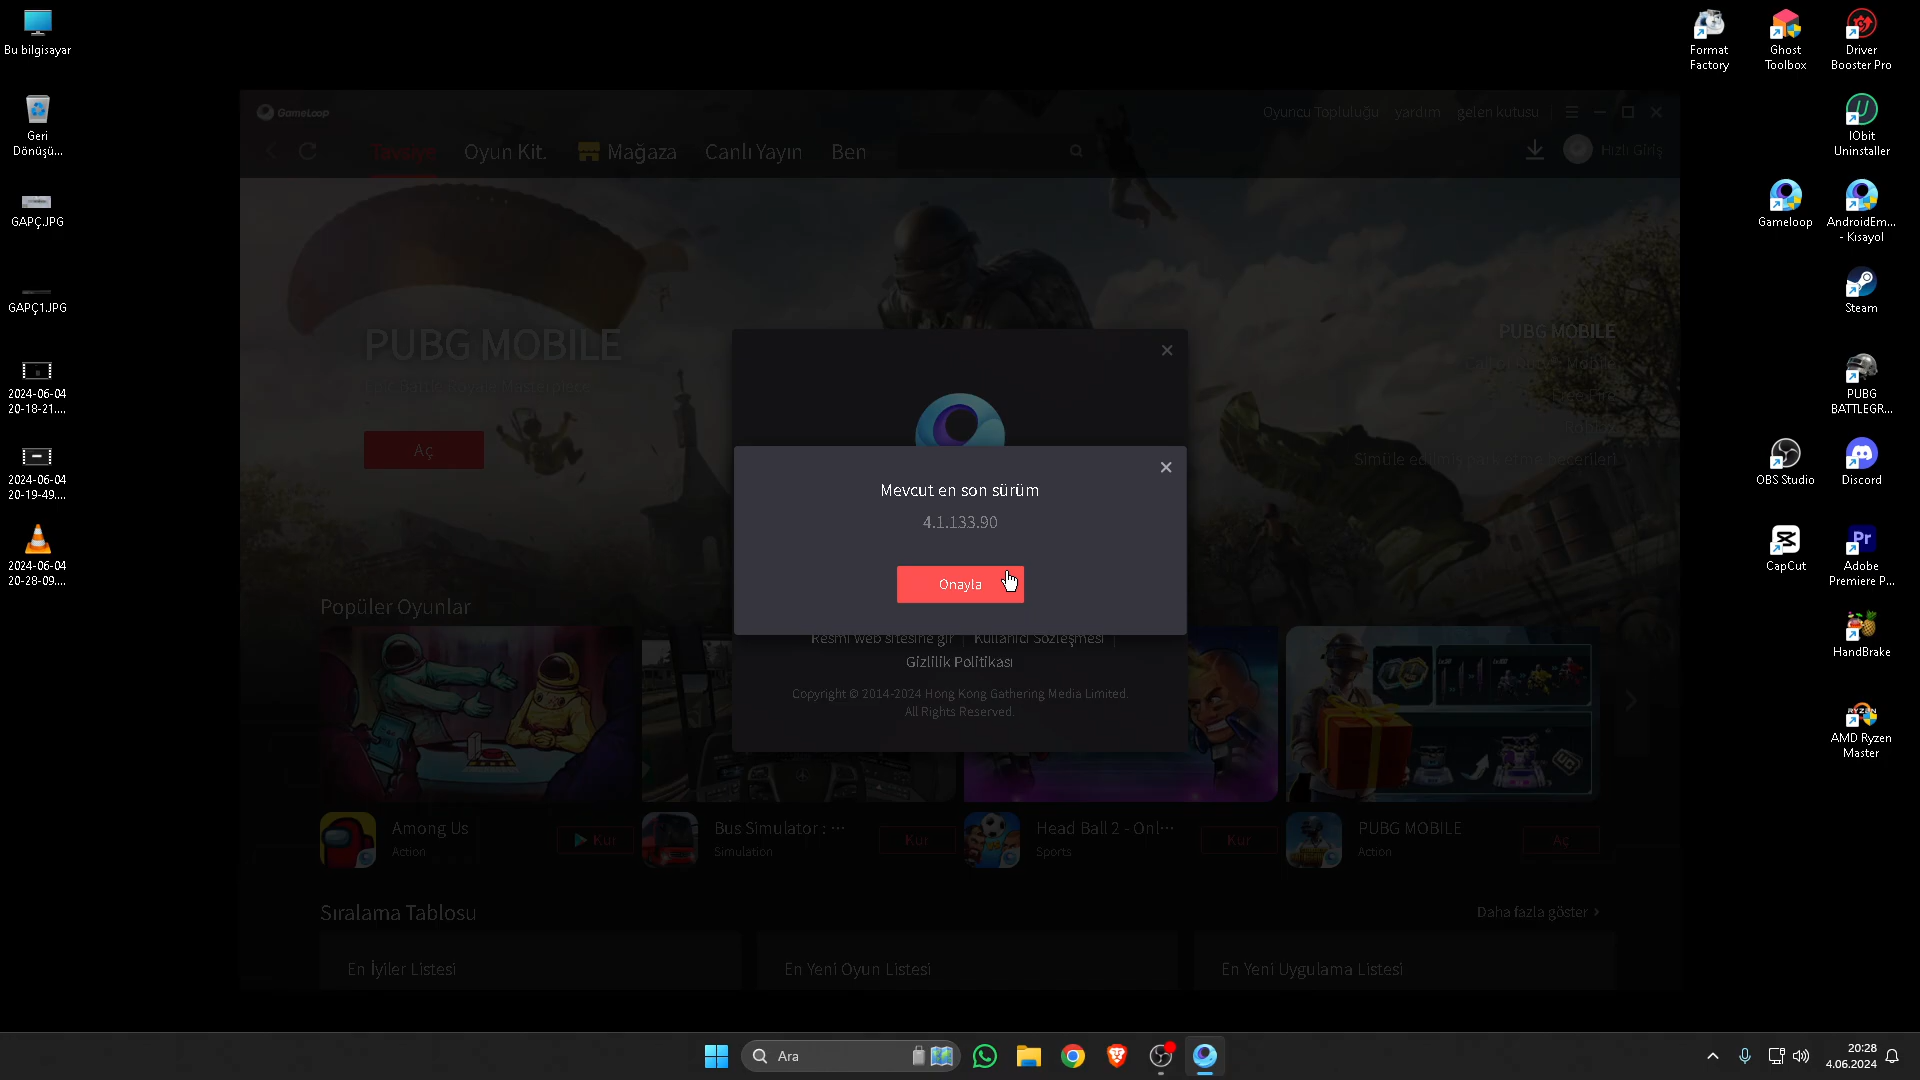 Bu bilgisayar
Geri
Dönüşü...
GAPÇ.JPG
GAPÇ1.JPG
2024-06-04
20-18-21....
2024-06-04
20-19-49....
2024-06-04
20-28-09....
Format
Factory
Ghost
Toolbox
Driver
Booster Pro
IObit
Uninstaller
Gameloop
AndroidEm...
- Kısayol
Steam
PUBG
BATTLEGR...
OBS Studio
Discord
CapCut
Adobe
Premiere P...
HandBrake
AMD Ryzen
Master
GameLoop
Oyuncu Topluluğu
yardım
gelen kutusu
Tavsiye
Oyun Kit.
Mağaza
Canlı Yayın
Ben
Hızlı Giriş
PUBG MOBILE
Aç
PUBG MOBILE
Simüle edilmiş park etme becerileri
Mevcut en son sürüm
4.1.133.90
Onayla
Resmi web sitesine gir
Kullanıcı Sözleşmesi
Gizlilik Politikası
Copyright © 2014-2024 Hong Kong Gathering Media Limited.
All Rights Reserved.
Popüler Oyunlar
Among Us
Action
Kur
Bus Simulator : ···
Simulation
Kur
Head Ball 2 - Onl···
Sports
Kur
PUBG MOBILE
Action
Aç
Sıralama Tablosu
Daha fazla göster >
En İyiler Listesi
En Yeni Oyun Listesi
En Yeni Uygulama Listesi
Ara
20:28
4.06.2024